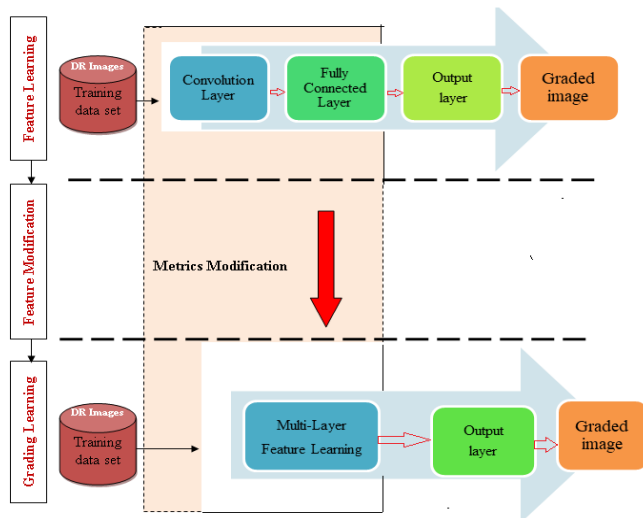 Feature Learning
DR Images
Training
data set
Convolution
Layer
Fully
Connected
Layer
Output
layer
Graded
image
Feature Modification
Metrics Modification
Grading Learning
DR Images
Training
data set
Multi-Layer
Feature Learning
Output
layer
Graded
image